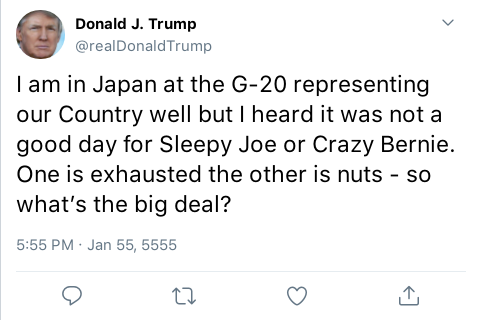 Donald J. Trump
@realDonaldTrump
I am in Japan at the G-20 representing
our Country well but I heard it was not a
good day for Sleepy Joe or Crazy Bernie.
One is exhausted the other is nuts - so
what's the big deal?
5:55 PM · Jan 55, 5555